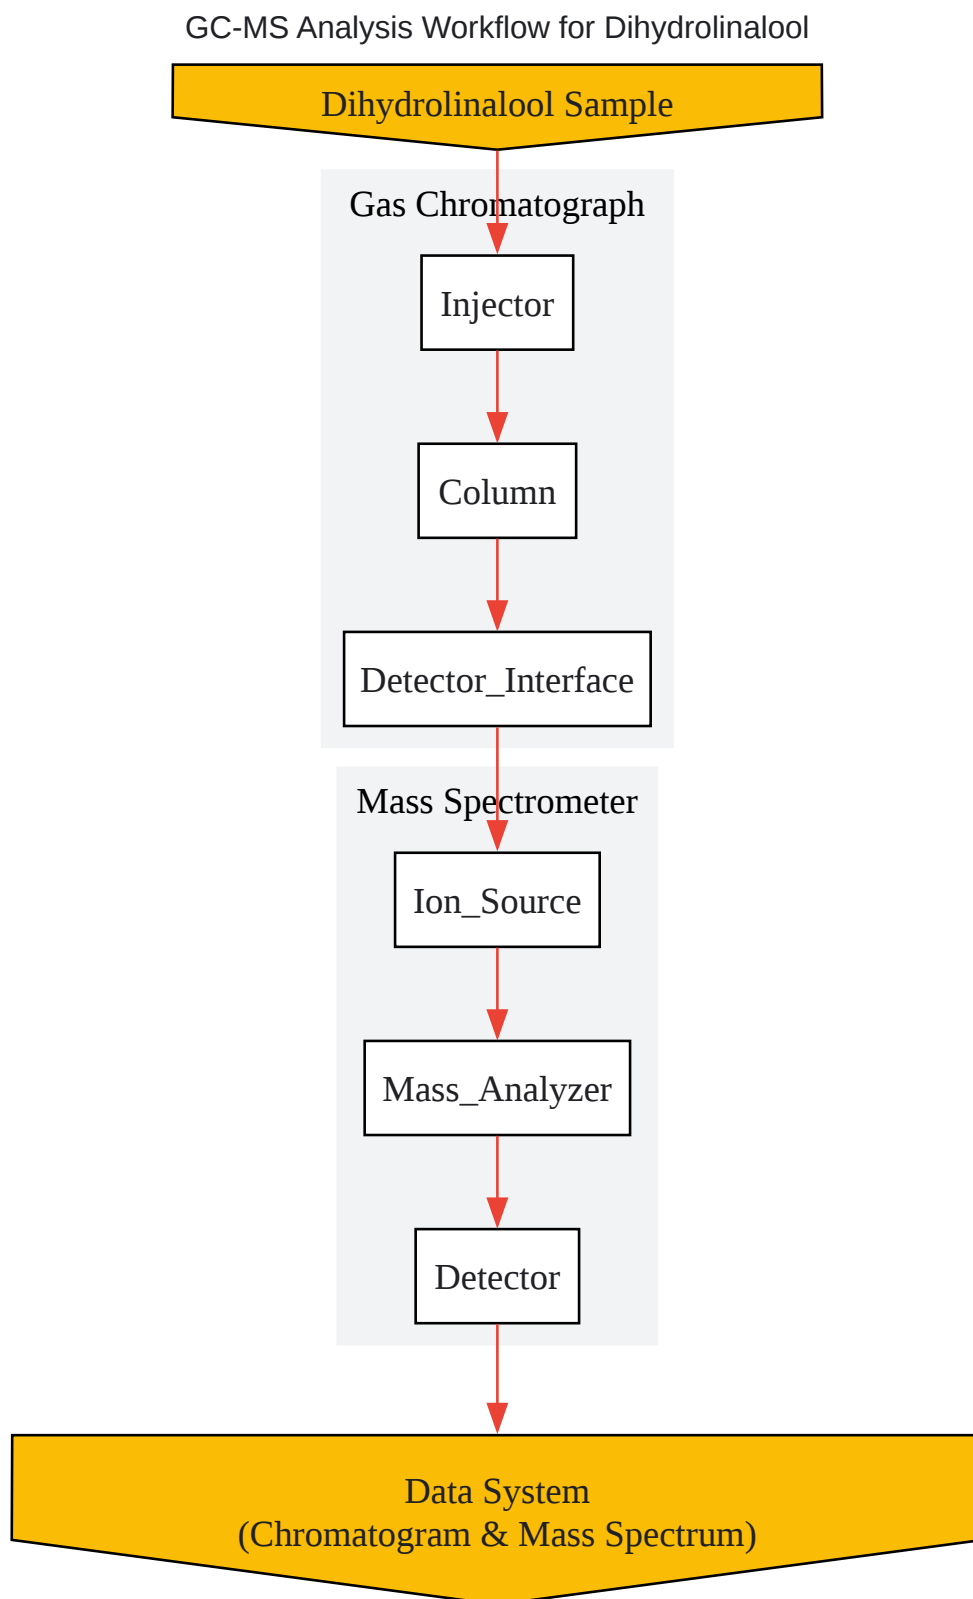 GC-MS Analysis Workflow for Dihydrolinalool
Dihydrolinalool Sample
Gas Chromatograph
Injector
Column
Detector_Interface
Mass Spectrometer
Ion_Source
Mass_Analyzer
Detector
Data System
(Chromatogram & Mass Spectrum)